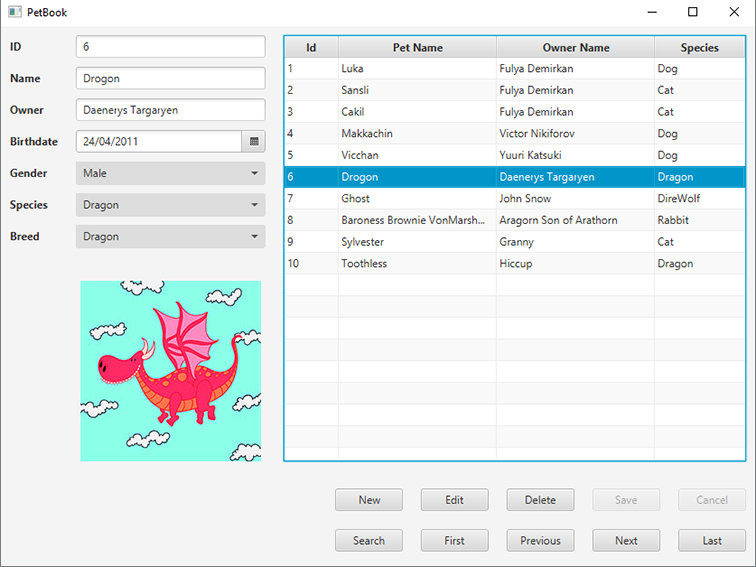 PetBook
ID 6
Name Drogon
Owner Daenerys Targaryen
Birthdate 24/04/2011
Gender Male
Species Dragon
Breed Dragon
Id Pet Name Owner Name Species
1 Luka Fulya Demirkan Dog
2 Sansli Fulya Demirkan Cat
3 Cakil Fulya Demirkan Cat
4 Makkachin Victor Nikiforov Dog
5 Vicchan Yuuri Katsuki Dog
6 Drogon Daenerys Targaryen Dragon
7 Ghost John Snow DireWolf
8 Baroness Brownie VonMarsh... Aragorn Son of Arathorn Rabbit
9 Sylvester Granny Cat
10 Toothless Hiccup Dragon
New Edit Delete Save Cancel
Search First Previous Next Last